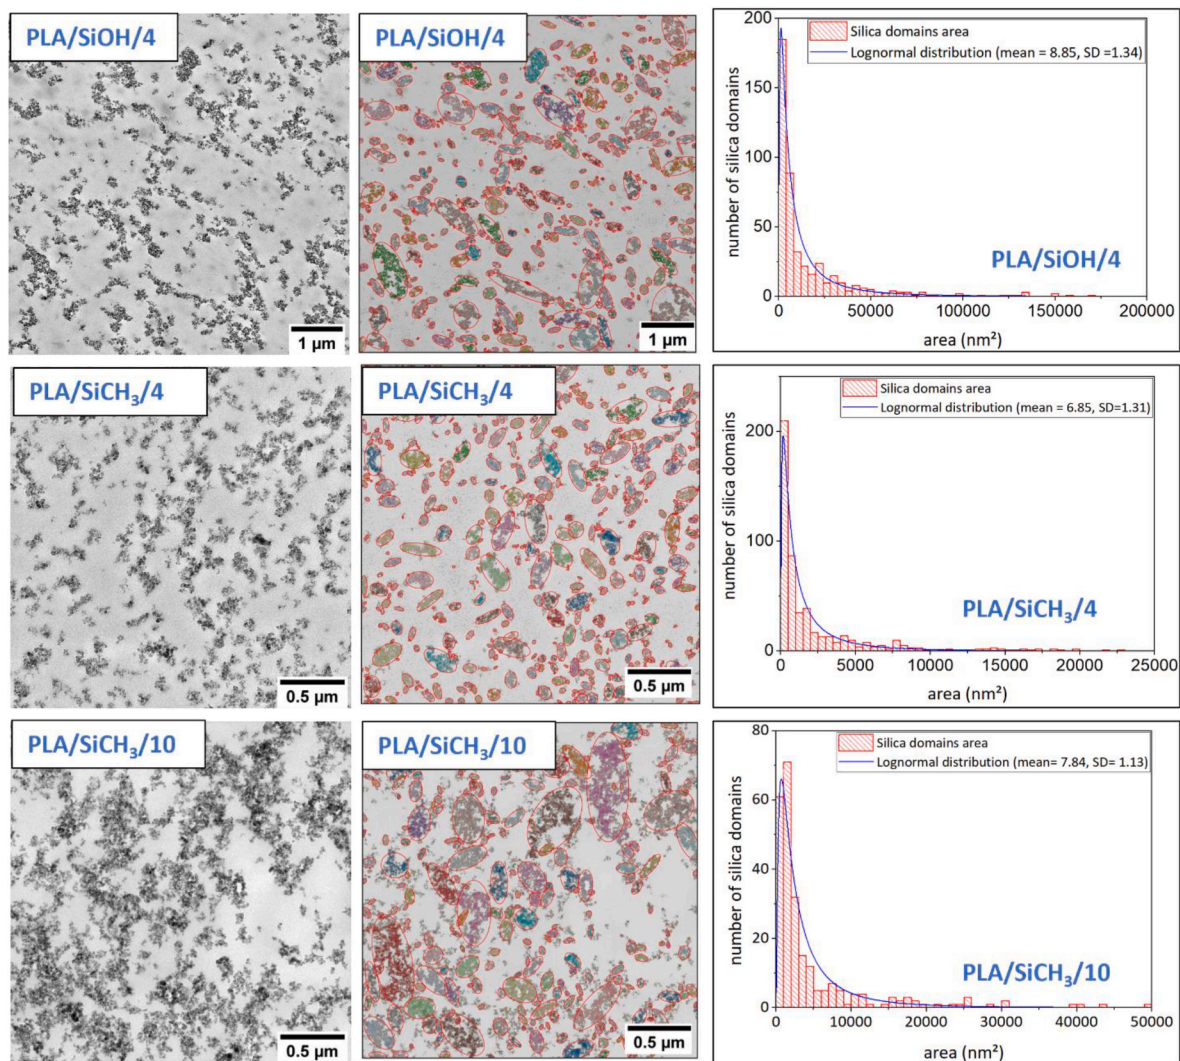 PLA/SiOH/4
1 µm
PLA/SiOH/4
1 µm
number of silica domains
200
150
100
50
0
Silica domains area
Lognormal distribution (mean = 8.85, SD =1.34)
PLA/SiOH/4
0 50000 100000 150000 200000
area (nm²)
PLA/SiCH₃/4
0.5 µm
PLA/SiCH₃/4
0.5 µm
number of silica domains
200
100
0
Silica domains area
Lognormal distribution (mean = 6.85, SD=1.31)
PLA/SiCH₃/4
0 5000 10000 15000 20000 25000
area (nm²)
PLA/SiCH₃/10
0.5 µm
PLA/SiCH₃/10
0.5 µm
number of silica domains
80
60
40
20
0
Silica domains area
Lognormal distribution (mean= 7.84, SD= 1.13)
PLA/SiCH₃/10
0 10000 20000 30000 40000 50000
area (nm²)